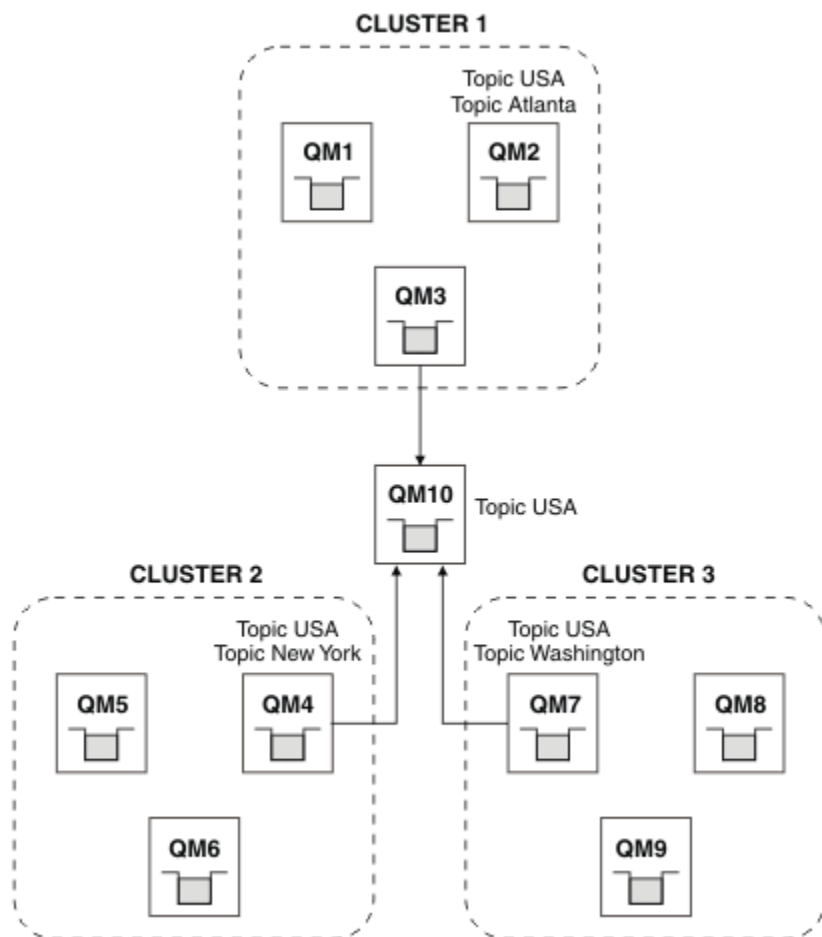 CLUSTER 1
Topic USA
Topic Atlanta
QM1
QM2
QM3
QM10
Topic USA
CLUSTER 2
Topic USA
Topic New York
QM5
QM4
QM6
CLUSTER 3
Topic USA
Topic Washington
QM7
QM8
QM9